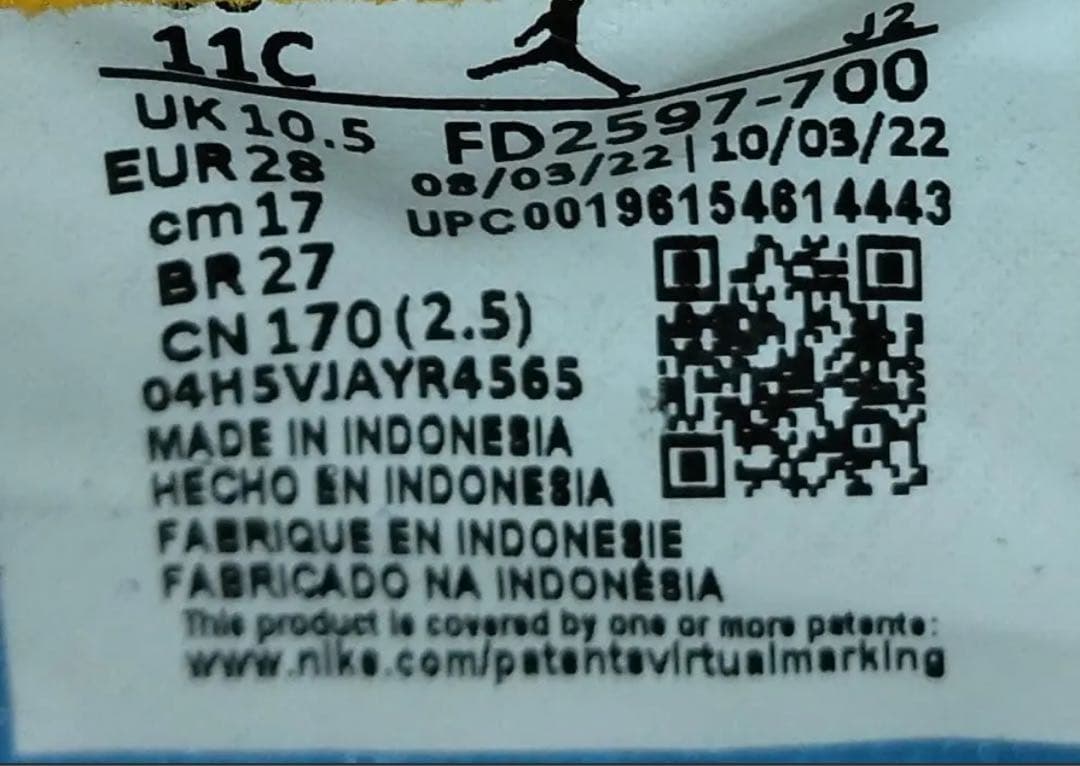 11C
J2
UK 10.5
FD2597-700
EUR 28
08/03/22 | 10/03/22
cm 17
UPC00196154614443
BR 27
CN 170 (2.5)
04H5VJAYR4565
MADE IN INDONESIA
HECHO EN INDONESIA
FABRIQUE EN INDONESIE
FABRICADO NA INDONÉSIA
This product is covered by one or more patents:
www.nike.com/patentsvirtualmarking